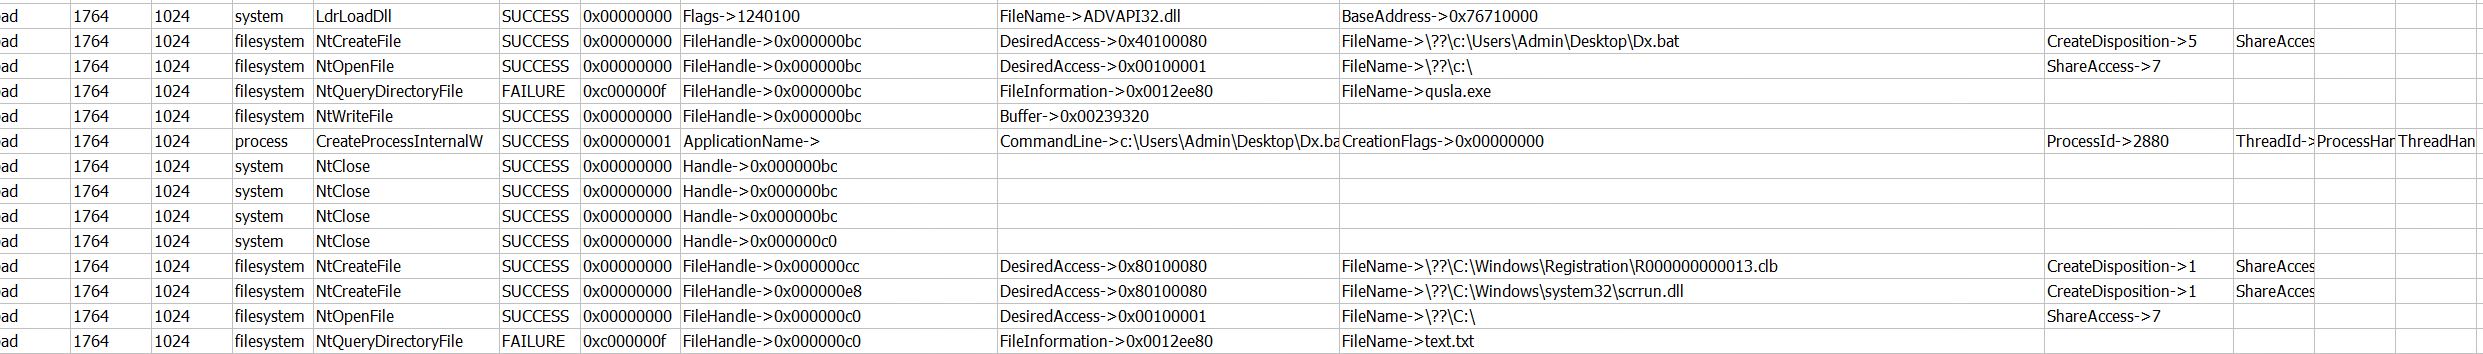 ad 1764 1024 system LdrLoadDll SUCCESS 0x00000000 Flags->1240100 FileName->ADVAPI32.dll BaseAddress->0x76710000
ad 1764 1024 filesystem NtCreateFile SUCCESS 0x00000000 FileHandle->0x000000bc DesiredAccess->0x40100080 FileName->\??\c:\Users\Admin\Desktop\Dx.bat CreateDisposition->5 ShareAcces
ad 1764 1024 filesystem NtOpenFile SUCCESS 0x00000000 FileHandle->0x000000bc DesiredAccess->0x00100001 FileName->\??\c:\ ShareAccess->7
ad 1764 1024 filesystem NtQueryDirectoryFile FAILURE 0xc000000f FileHandle->0x000000bc FileInformation->0x0012ee80 FileName->qusla.exe
ad 1764 1024 filesystem NtWriteFile SUCCESS 0x00000000 FileHandle->0x000000bc Buffer->0x00239320
ad 1764 1024 process CreateProcessInternalW SUCCESS 0x00000001 ApplicationName-> CommandLine->c:\Users\Admin\Desktop\Dx.ba CreationFlags->0x00000000 ProcessId->2880 ThreadId-> ProcessHar ThreadHan
ad 1764 1024 system NtClose SUCCESS 0x00000000 Handle->0x000000bc
ad 1764 1024 system NtClose SUCCESS 0x00000000 Handle->0x000000bc
ad 1764 1024 system NtClose SUCCESS 0x00000000 Handle->0x000000bc
ad 1764 1024 system NtClose SUCCESS 0x00000000 Handle->0x000000c0
ad 1764 1024 filesystem NtCreateFile SUCCESS 0x00000000 FileHandle->0x000000cc DesiredAccess->0x80100080 FileName->\??\C:\Windows\Registration\R000000000013.clb CreateDisposition->1 ShareAcces
ad 1764 1024 filesystem NtCreateFile SUCCESS 0x00000000 FileHandle->0x000000e8 DesiredAccess->0x80100080 FileName->\??\C:\Windows\system32\scrrun.dll CreateDisposition->1 ShareAcces
ad 1764 1024 filesystem NtOpenFile SUCCESS 0x00000000 FileHandle->0x000000c0 DesiredAccess->0x00100001 FileName->\??\C:\ ShareAccess->7
ad 1764 1024 filesystem NtQueryDirectoryFile FAILURE 0xc000000f FileHandle->0x000000c0 FileInformation->0x0012ee80 FileName->text.txt